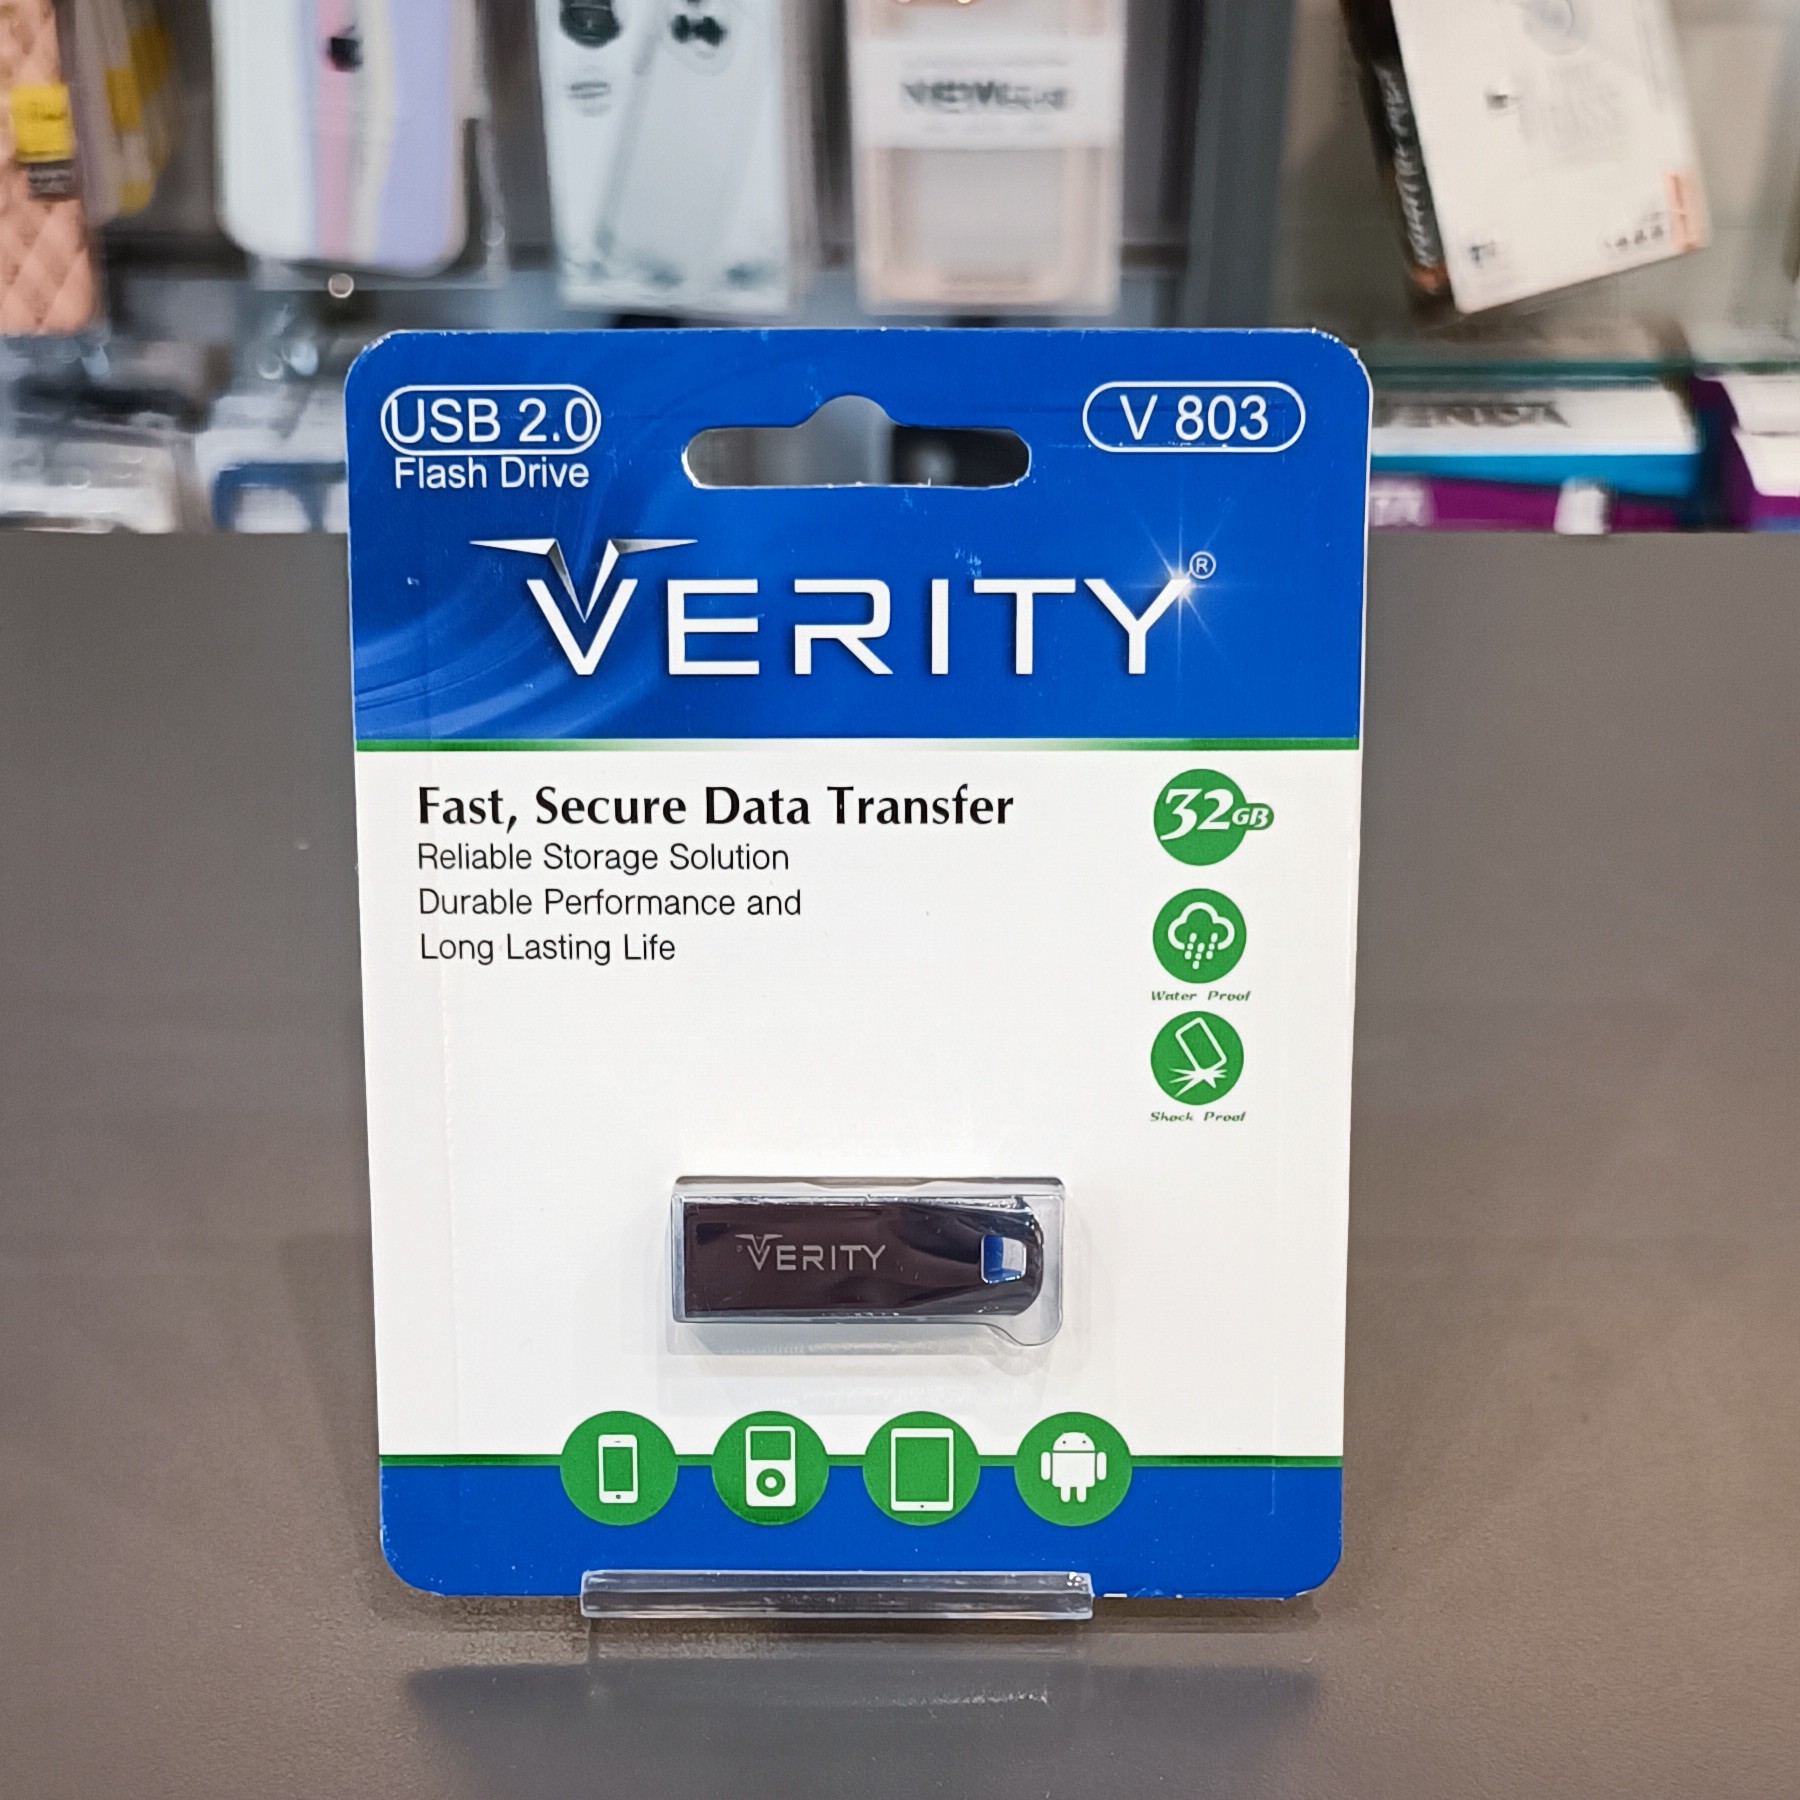 USB 2.0
Flash Drive
V 803
VERITY®
Fast, Secure Data Transfer
Reliable Storage Solution
Durable Performance and
Long Lasting Life
32GB
Water Proof
Shock Proof
VERITY